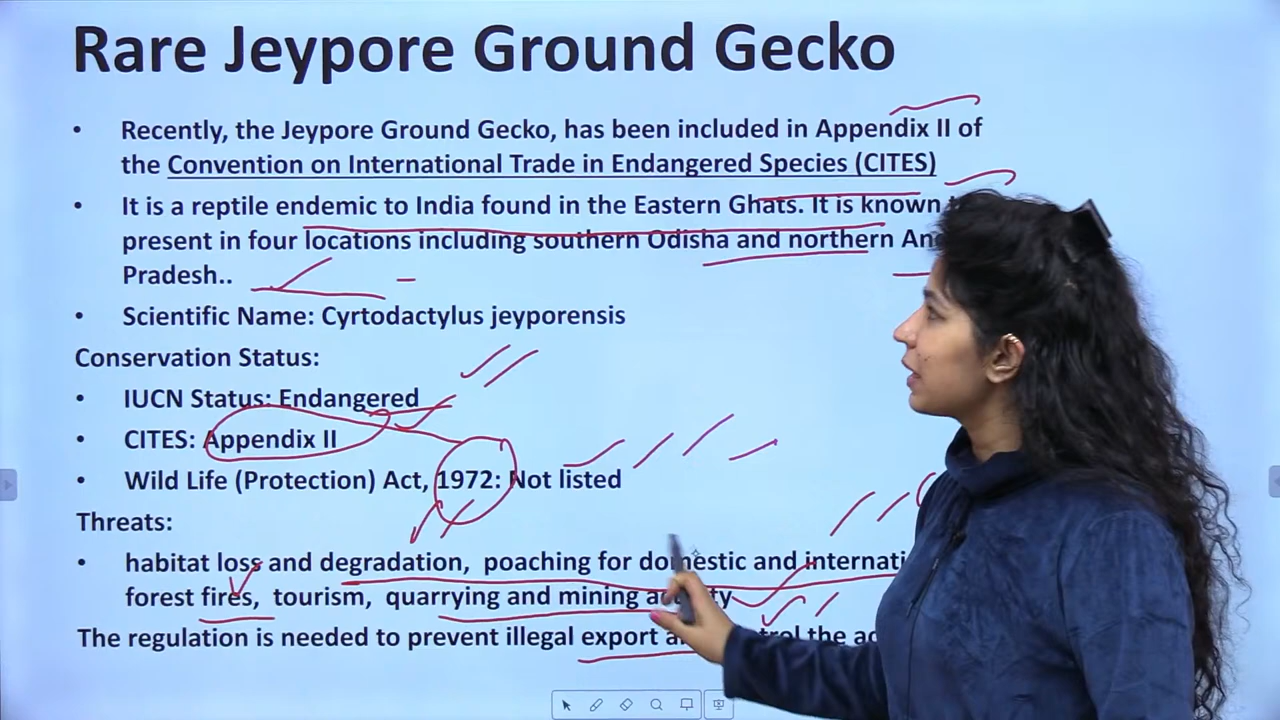 Rare Jeypore Ground Gecko
• Recently, the Jeypore Ground Gecko, has been included in Appendix II of
the Convention on International Trade in Endangered Species (CITES)
• It is a reptile endemic to India found in the Eastern Ghats. It is known
present in four locations including southern Odisha and northern
Pradesh..
• Scientific Name: Cyrtodactylus jeyporensis
Conservation Status:
• IUCN Status: Endangered
• CITES: Appendix II
• Wild Life (Protection) Act, 1972: Not listed
Threats:
• habitat loss and degradation, poaching for domestic and
forest fires, tourism, quarrying and mining
The regulation is needed to prevent illegal export the